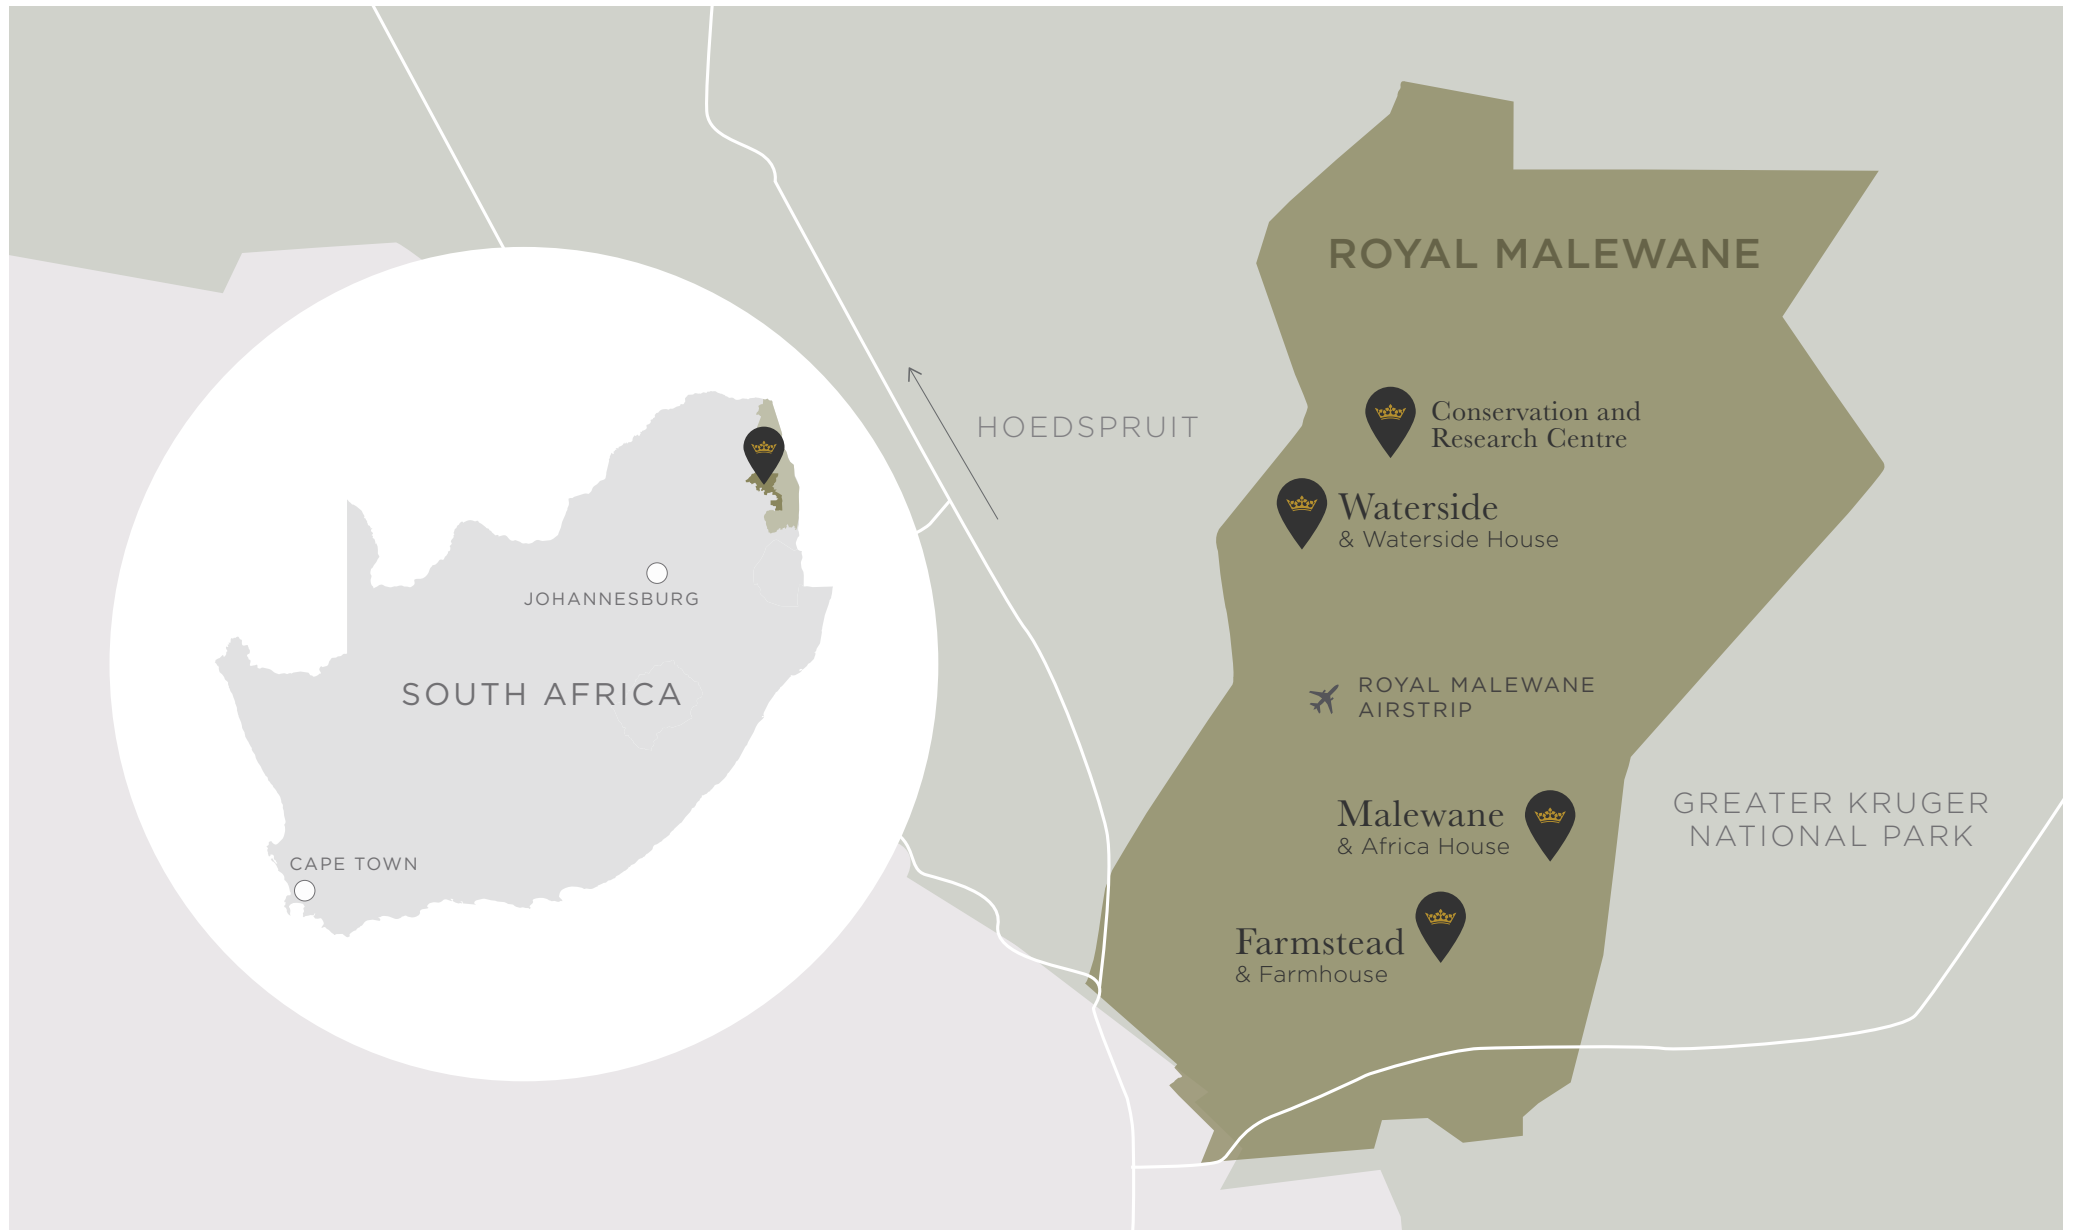 ROYAL MALEWANE
HOEDSPRUIT
Conservation and
Research Centre
Waterside
& Waterside House
JOHANNESBURG
SOUTH AFRICA
ROYAL MALEWANE
AIRSTRIP
GREATER KRUGER
NATIONAL PARK
Malewane
& Africa House
CAPE TOWN
Farmstead
& Farmhouse